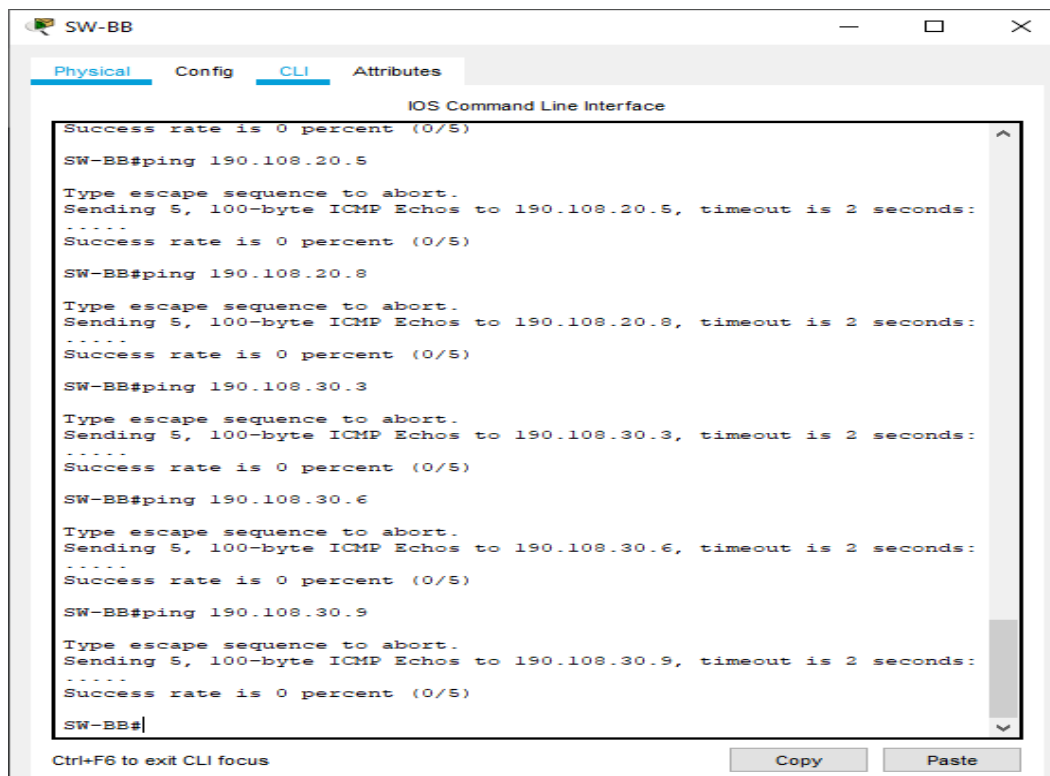 SW-BB
Physical Config CLI Attributes
IOS Command Line Interface
Success rate is 0 percent (0/5)
SW-BB#ping 190.108.20.5
Type escape sequence to abort.
Sending 5, 100-byte ICMP Echos to 190.108.20.5, timeout is 2 seconds:
.....
Success rate is 0 percent (0/5)
SW-BB#ping 190.108.20.8
Type escape sequence to abort.
Sending 5, 100-byte ICMP Echos to 190.108.20.8, timeout is 2 seconds:
.....
Success rate is 0 percent (0/5)
SW-BB#ping 190.108.30.3
Type escape sequence to abort.
Sending 5, 100-byte ICMP Echos to 190.108.30.3, timeout is 2 seconds:
.....
Success rate is 0 percent (0/5)
SW-BB#ping 190.108.30.6
Type escape sequence to abort.
Sending 5, 100-byte ICMP Echos to 190.108.30.6, timeout is 2 seconds:
.....
Success rate is 0 percent (0/5)
SW-BB#ping 190.108.30.9
Type escape sequence to abort.
Sending 5, 100-byte ICMP Echos to 190.108.30.9, timeout is 2 seconds:
.....
Success rate is 0 percent (0/5)
SW-BB#
Ctrl+F6 to exit CLI focus Copy Paste